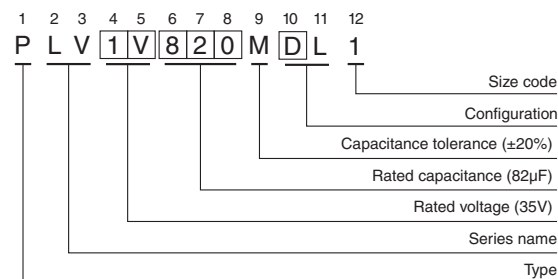 1 2 3 4 5 6 7 8 9 10 11 12
P L V 1 V 8 2 0 M D L 1
Size code
Configuration
Capacitance tolerance (±20%)
Rated capacitance (82µF)
Rated voltage (35V)
Series name
Type